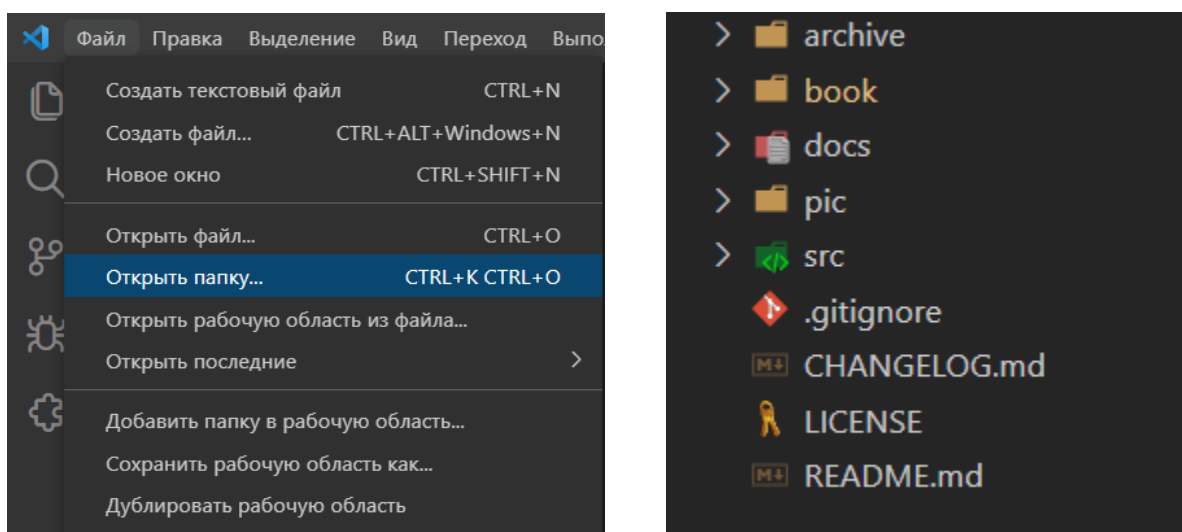 Файл Правка Выделение Вид Переход Выпо
Создать текстовый файл CTRL+N
Создать файл... CTRL+ALT+Windows+N
Новое окно CTRL+SHIFT+N
Открыть файл... CTRL+O
Открыть папку... CTRL+K CTRL+O
Открыть рабочую область из файла...
Открыть последние
Добавить папку в рабочую область...
Сохранить рабочую область как...
Дублировать рабочую область
archive
book
docs
pic
src
.gitignore
CHANGELOG.md
LICENSE
README.md